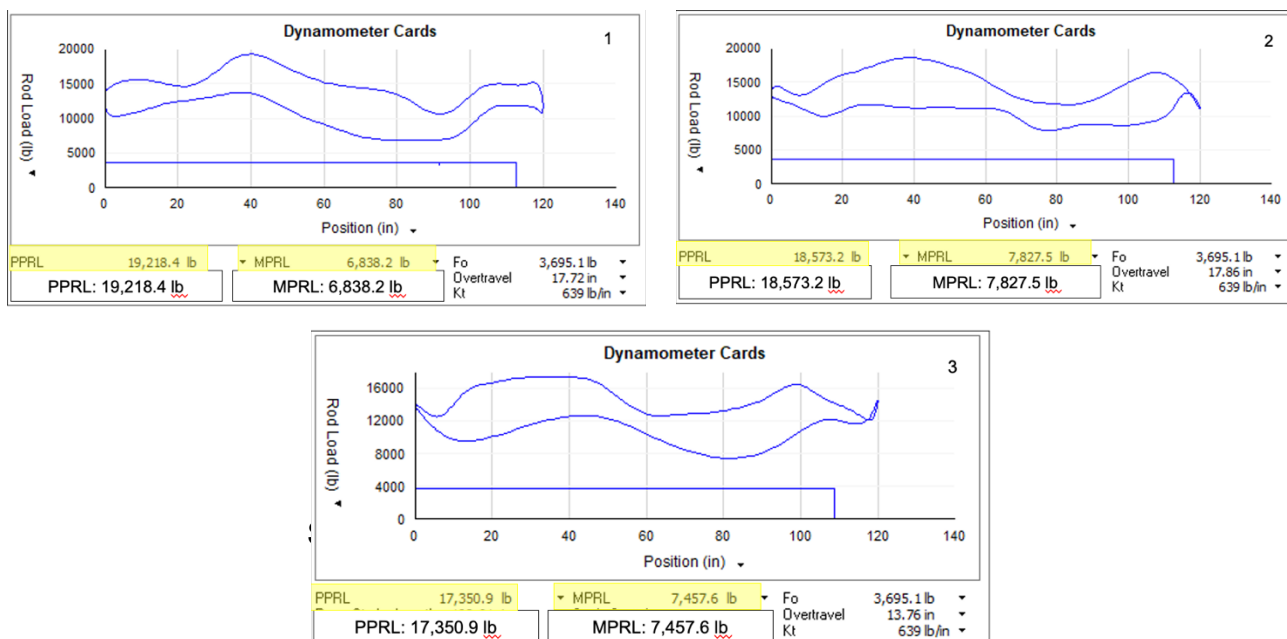 Dynamometer Cards
1
20000
15000
10000
5000
0
Rod Load (lb)
0 20 40 60 80 100 120 140
Position (in)
PPRL 19,218.4 lb MPRL 6,838.2 lb Fo 3,695.1 lb
Overtravel 17.72 in
Kt 639 lb/in
PPRL: 19,218.4 lb MPRL: 6,838.2 lb
Dynamometer Cards
2
20000
15000
10000
5000
0
Rod Load (lb)
0 20 40 60 80 100 120 140
Position (in)
PPRL 18,573.2 lb MPRL 7,827.5 lb Fo 3,695.1 lb
Overtravel 17.86 in
Kt 639 lb/in
PPRL: 18,573.2 lb MPRL: 7,827.5 lb
Dynamometer Cards
3
16000
12000
8000
4000
0
Rod Load (lb)
0 20 40 60 80 100 120 140
Position (in)
PPRL 17,350.9 lb MPRL 7,457.6 lb Fo 3,695.1 lb
Overtravel 13.76 in
Kt 639 lb/in
PPRL: 17,350.9 lb MPRL: 7,457.6 lb